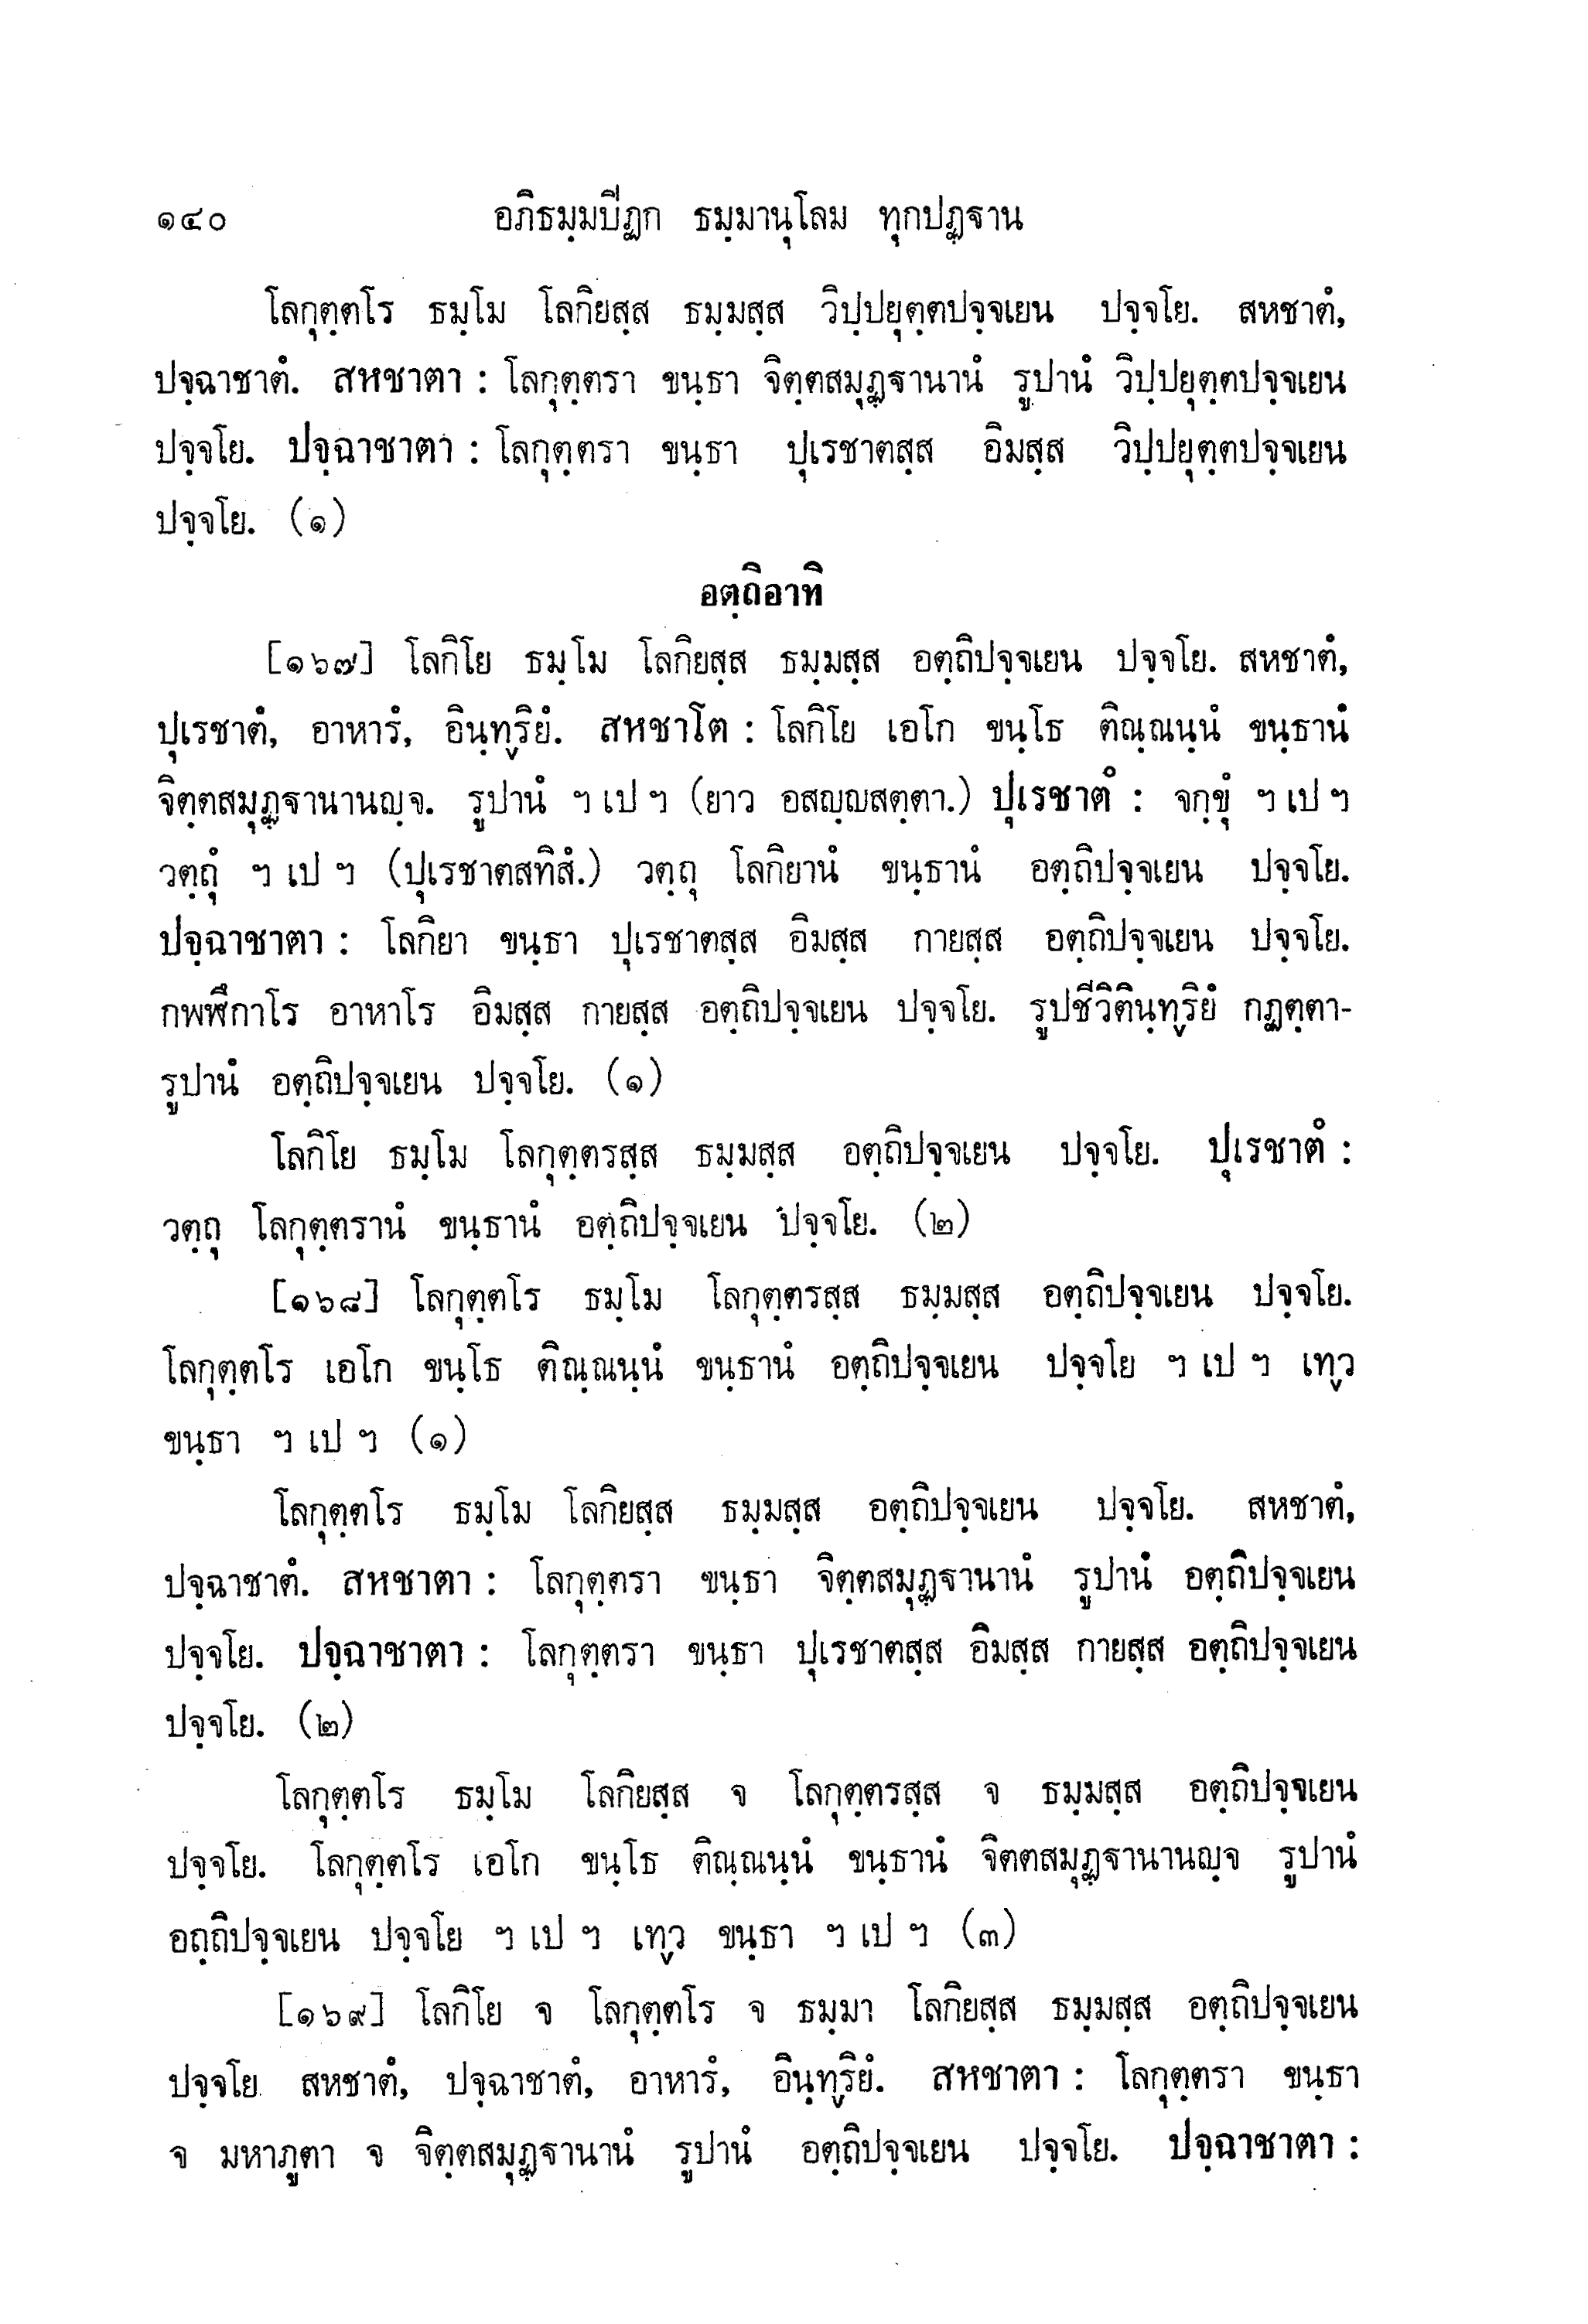 ๑๔๐ อภิธมฺมปิฏก ธมฺมานุโลม ทุกปฏฺฐาน
โลกุตฺตโร ธมฺโม โลกิยสฺส ธมฺมสฺส วิปฺปยุตฺตปจฺจเยน ปจฺจโย. สหชาตํ,
ปจฺฉาชาตํ. สหชาตา : โลกุตฺตรา ขนฺธา จิตฺตสมุฏฺฐานานํ รูปานํ วิปฺปยุตฺตปจฺจเยน
ปจฺจโย. ปจฺฉาชาตา : โลกุตฺตรา ขนฺธา ปุเรชาตสฺส อิมสฺส วิปฺปยุตฺตปจฺจเยน
ปจฺจโย. (๑)
อตฺถิอาทิ
[๑๖๗] โลกิโย ธมฺโม โลกิยสฺส ธมฺมสฺส อตฺถิปจฺจเยน ปจฺจโย. สหชาตํ,
ปุเรชาตํ, อาหารํ, อินฺทฺริยํ. สหชาโต : โลกิโย เอโก ขนฺโธ ติณฺณนฺนํ ขนฺธานํ
จิตฺตสมุฏฺฐานานญฺจ. รูปานํ ฯ เป ฯ (ยาว อสญฺญสตฺตา.) ปุเรชาตํ : จกฺขุํ ฯ เป ฯ
วตฺถุํ ฯ เป ฯ (ปุเรชาตสทิสํ.) วตฺถุ โลกิยานํ ขนฺธานํ อตฺถิปจฺจเยน ปจฺจโย.
ปจฺฉาชาตา : โลกิยา ขนฺธา ปุเรชาตสฺส อิมสฺส กายสฺส อตฺถิปจฺจเยน ปจฺจโย.
กพฬีกาโร อาหาโร อิมสฺส กายสฺส อตฺถิปจฺจเยน ปจฺจโย. รูปชีวิตินฺทฺริยํ กฏตฺตา-
รูปานํ อตฺถิปจฺจเยน ปจฺจโย. (๑)
โลกิโย ธมฺโม โลกุตฺตรสฺส ธมฺมสฺส อตฺถิปจฺจเยน ปจฺจโย. ปุเรชาตํ :
วตฺถุ โลกุตฺตรานํ ขนฺธานํ อตฺถิปจฺจเยน ปจฺจโย. (๒)
[๑๖๘] โลกุตฺตโร ธมฺโม โลกุตฺตรสฺส ธมฺมสฺส อตฺถิปจฺจเยน ปจฺจโย.
โลกุตฺตโร เอโก ขนฺโธ ติณฺณนฺนํ ขนฺธานํ อตฺถิปจฺจเยน ปจฺจโย ฯ เป ฯ เทฺว
ขนฺธา ฯ เป ฯ (๑)
โลกุตฺตโร ธมฺโม โลกิยสฺส ธมฺมสฺส อตฺถิปจฺจเยน ปจฺจโย. สหชาตํ,
ปจฺฉาชาตํ. สหชาตา : โลกุตฺตรา ขนฺธา จิตฺตสมุฏฺฐานานํ รูปานํ อตฺถิปจฺจเยน
ปจฺจโย. ปจฺฉาชาตา : โลกุตฺตรา ขนฺธา ปุเรชาตสฺส อิมสฺส กายสฺส อตฺถิปจฺจเยน
ปจฺจโย. (๒)
โลกุตฺตโร ธมฺโม โลกิยสฺส จ โลกุตฺตรสฺส จ ธมฺมสฺส อตฺถิปจฺจเยน
ปจฺจโย. โลกุตฺตโร เอโก ขนฺโธ ติณฺณนฺนํ ขนฺธานํ จิตตสมุฏฺฐานานญฺจ รูปานํ
อถฺถิปจฺจเยน ปจฺจโย ฯ เป ฯ เทฺว ขนฺธา ฯ เป ฯ (๓)
[๑๖๙] โลกิโย จ โลกุตฺตโร จ ธมฺมา โลกิยสฺส ธมฺมสฺส อตฺถิปจฺจเยน
ปจฺจโย สหชาตํ, ปจฺฉาชาตํ, อาหารํ, อินฺทฺริยํ. สหชาตา : โลกุตฺตรา ขนฺธา
จ มหาภูตา จ จิตฺตสมุฏฺฐานานํ รูปานํ อตฺถิปจฺจเยน ปจฺจโย. ปจฺฉาชาตา :